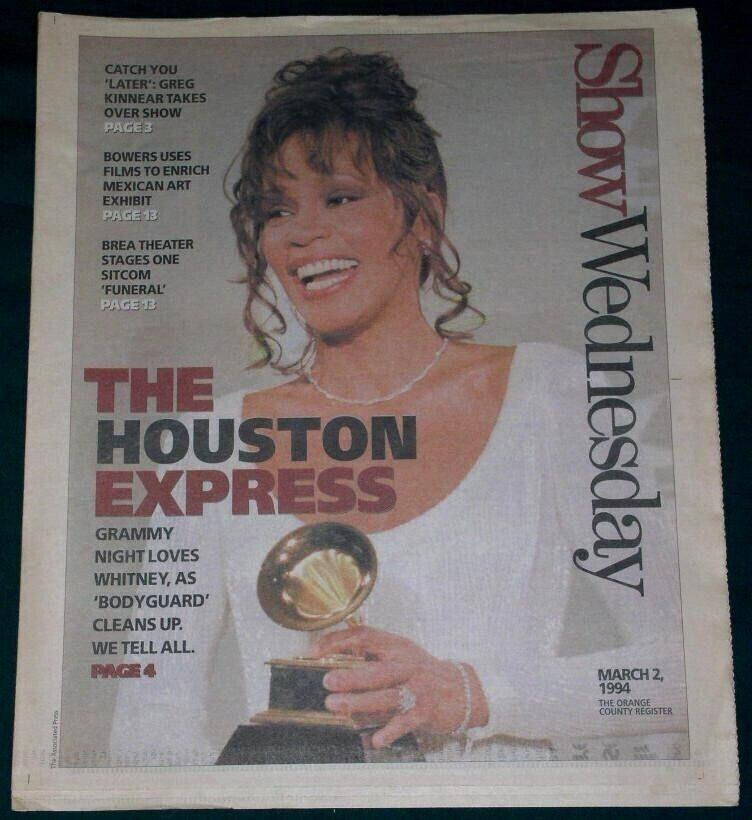 CATCH YOU
'LATER': GREG
KINNEAR TAKES
OVER SHOW
PAGE 3
BOWERS USES
FILMS TO ENRICH
MEXICAN ART
EXHIBIT
PAGE 13
BREA THEATER
STAGES ONE
SITCOM
'FUNERAL'
PAGE 13
Show Wednesday
THE
HOUSTON
EXPRESS
GRAMMY
NIGHT LOVES
WHITNEY, AS
'BODYGUARD'
CLEANS UP.
WE TELL ALL.
PAGE 4
MARCH 2,
1994
THE ORANGE
COUNTY REGISTER
The Associated Press